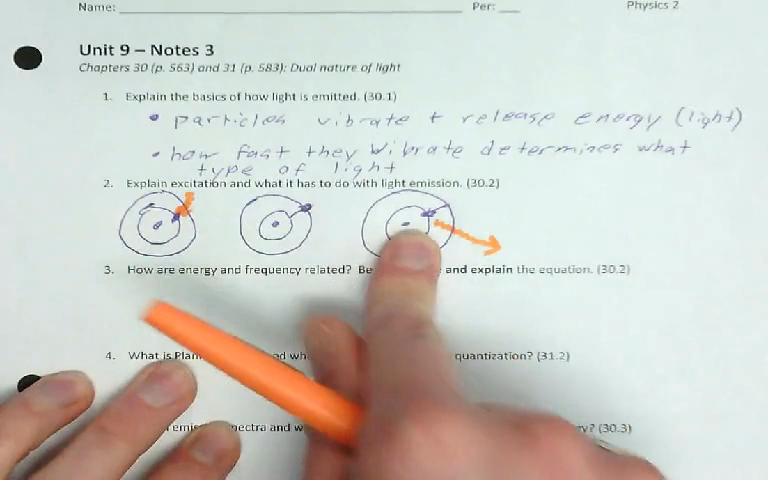 Name: Per: Physics 2
Unit 9 – Notes 3
Chapters 30 (p. 563) and 31 (p. 583): Dual nature of light
1. Explain the basics of how light is emitted. (30.1)
• particles vibrate + release energy (light)
• how fast they vibrate determines what
type of light
2. Explain excitation and what it has to do with light emission. (30.2)
3. How are energy and frequency related? Be and explain the equation. (30.2)
4. What is quantization? (31.2)
and (30.3)